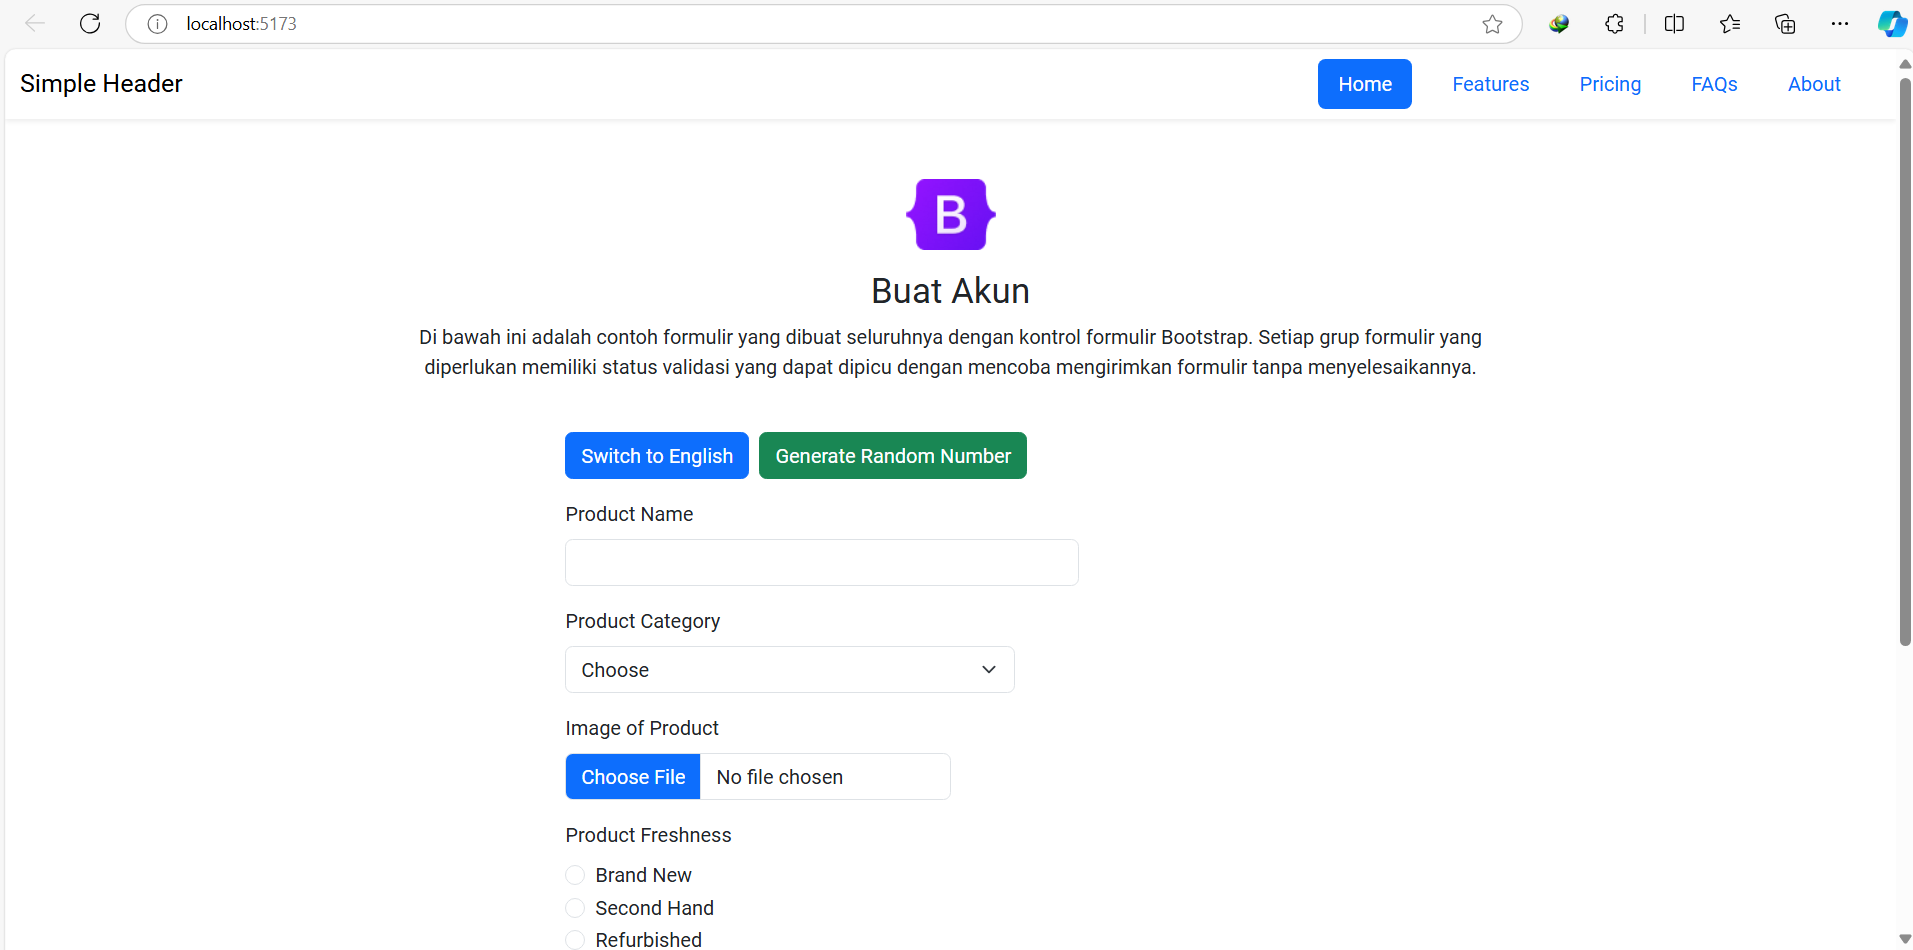 localhost:5173
Simple Header
Home
Features
Pricing
FAQs
About
B
Buat Akun
Di bawah ini adalah contoh formulir yang dibuat seluruhnya dengan kontrol formulir Bootstrap. Setiap grup formulir yang
diperlukan memiliki status validasi yang dapat dipicu dengan mencoba mengirimkan formulir tanpa menyelesaikannya.
Switch to English
Generate Random Number
Product Name
Product Category
Choose
Image of Product
Choose File
No file chosen
Product Freshness
Brand New
Second Hand
Refurbished